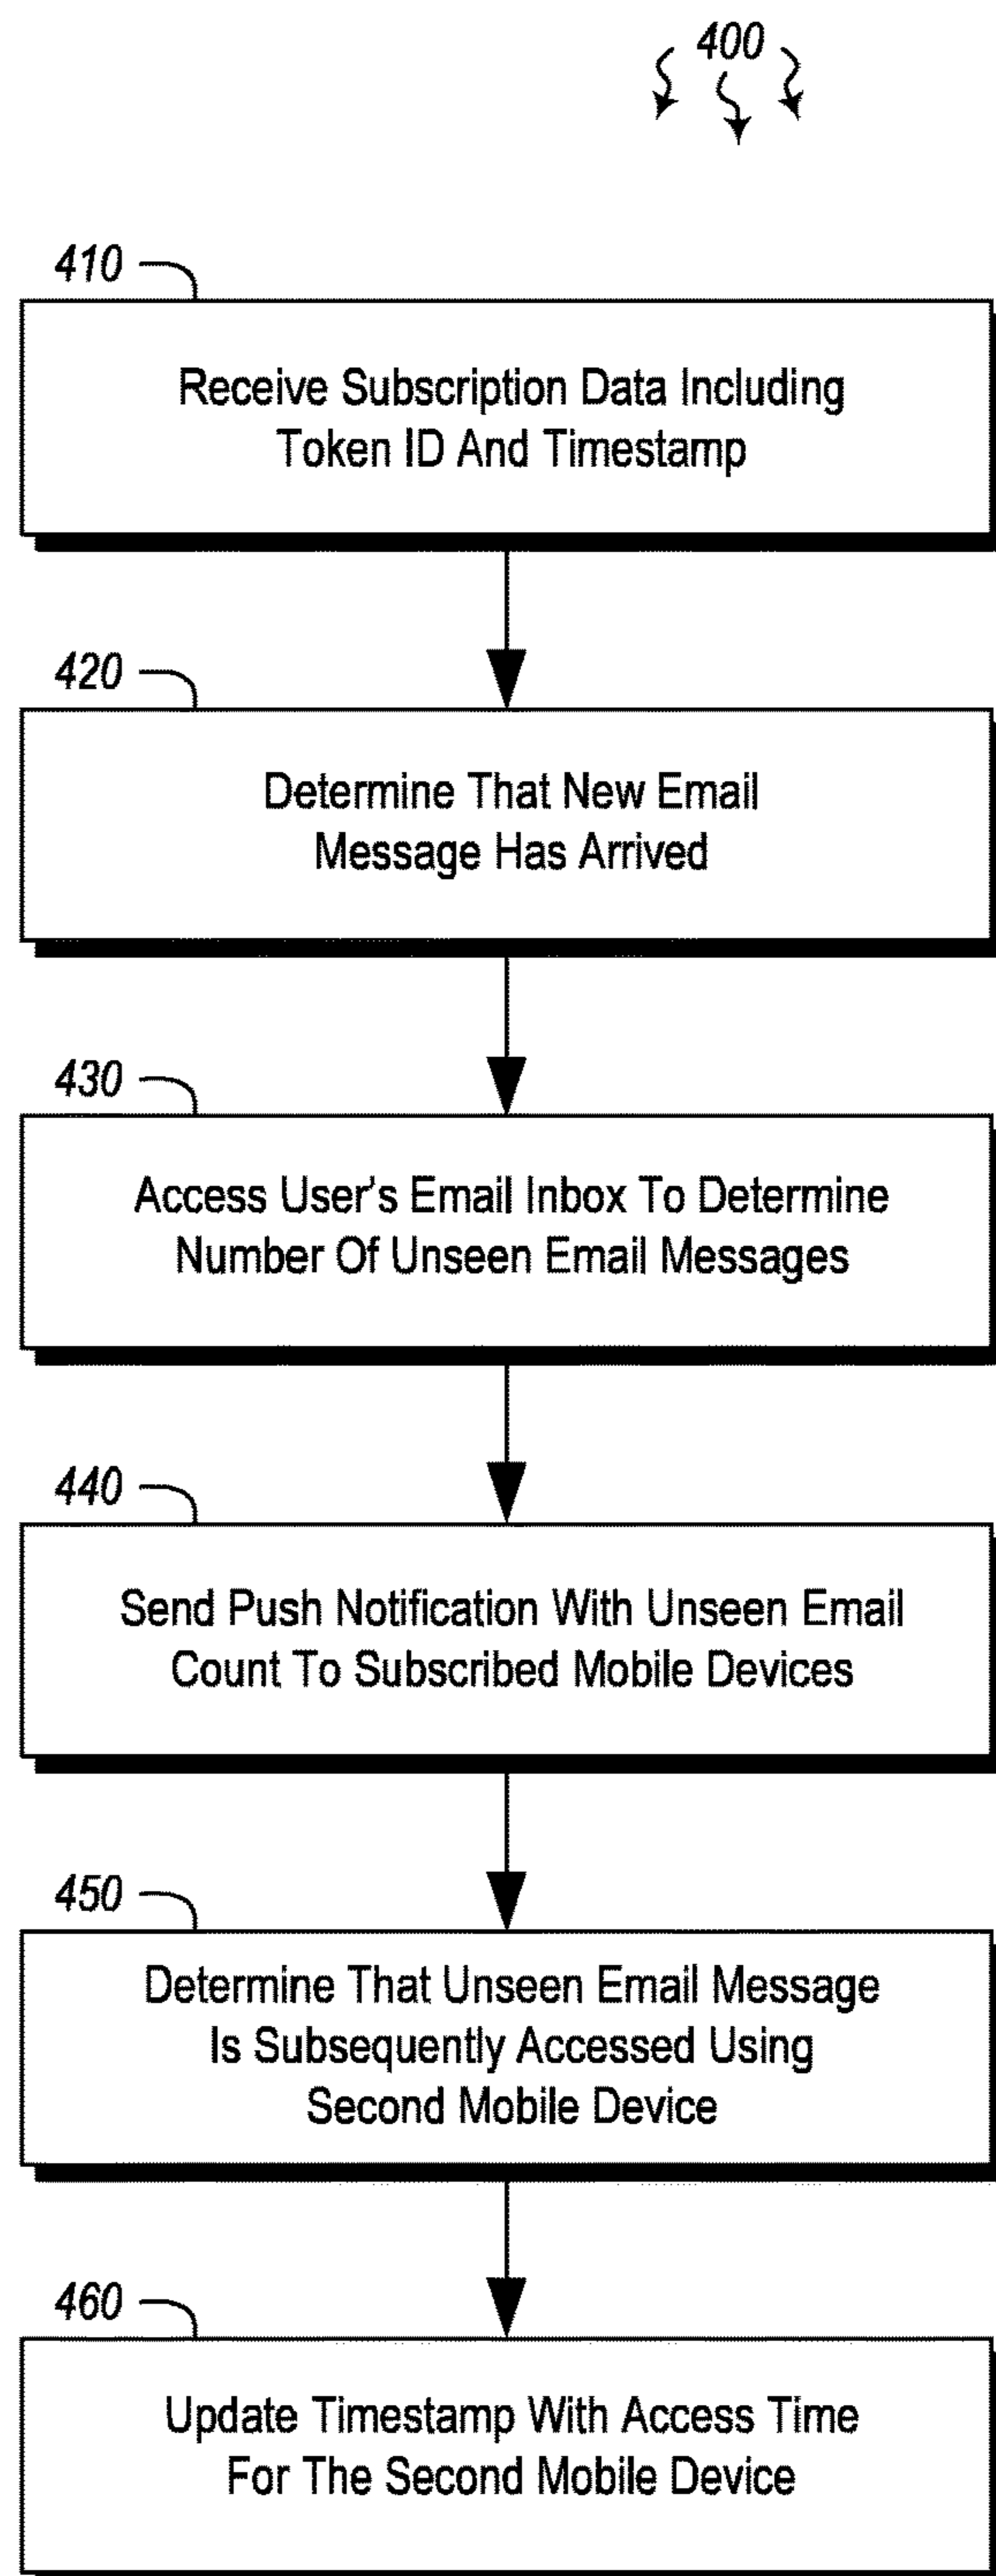 400
410
Receive Subscription Data Including
Token ID And Timestamp
420
Determine That New Email
Message Has Arrived
430
Access User's Email Inbox To Determine
Number Of Unseen Email Messages
440
Send Push Notification With Unseen Email
Count To Subscribed Mobile Devices
450
Determine That Unseen Email Message
Is Subsequently Accessed Using
Second Mobile Device
460
Update Timestamp With Access Time
For The Second Mobile Device